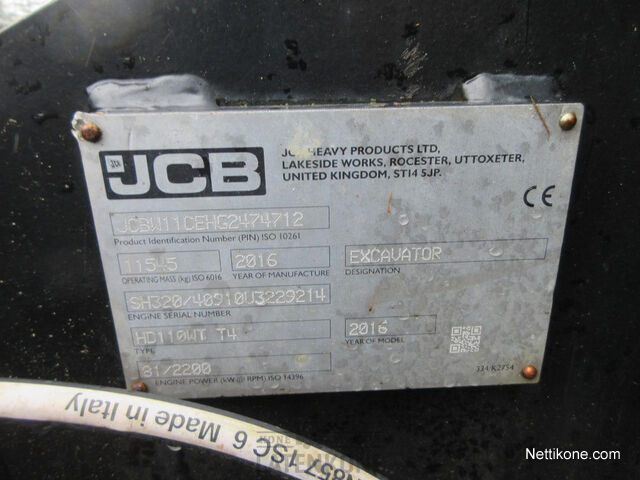 JCB
JCB HEAVY PRODUCTS LTD,
LAKESIDE WORKS, ROCESTER, UTTOXETER,
UNITED KINGDOM, ST14 5JP.
CE
JCBW11CEHG2474712
Product Identification Number (PIN) ISO 10261
11545
2016
OPERATING MASS (kg) ISO 6016
YEAR OF MANUFACTURE
EXCAVATOR
DESIGNATION
SH320/40910U3229214
ENGINE SERIAL NUMBER
HD110WT T4
TYPE
2016
YEAR OF MODEL
81/2200
ENGINE POWER (kW @ RPM) ISO 14396
334/K2754
8571SC 6 Made in Italy
Nettikone.com